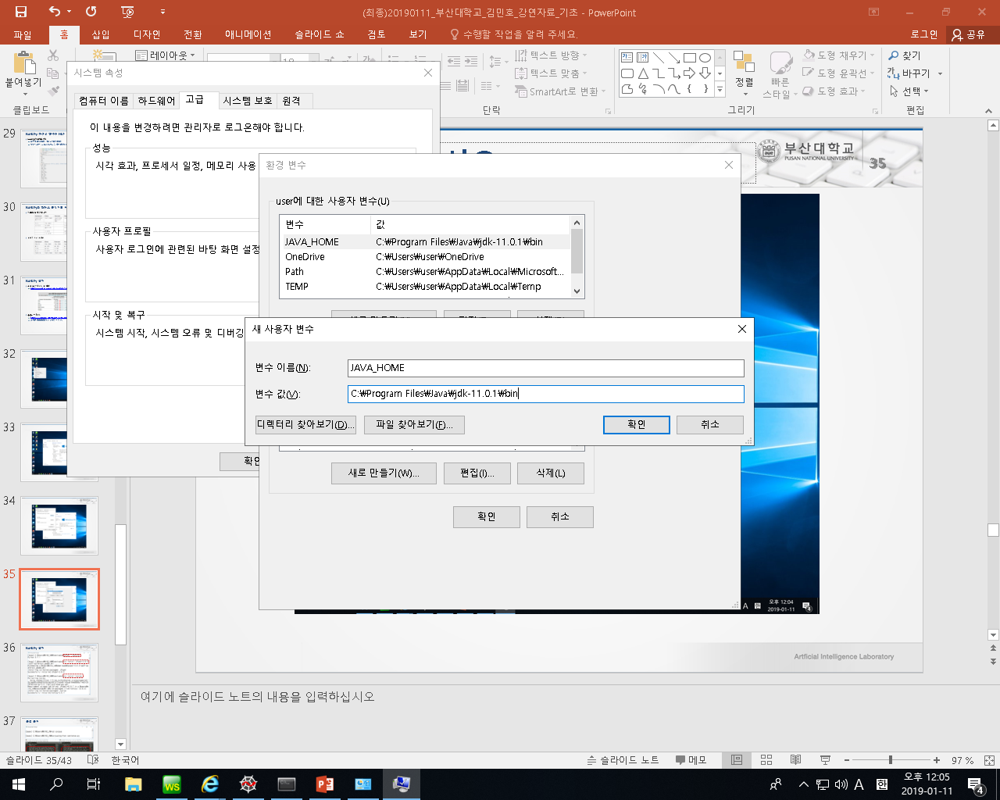 (최종)20190111_부산대학교_김민호_강연자료_기초 - PowerPoint
파일 홈 삽입 디자인 전환 애니메이션 슬라이드 쇼 검토 보기 수행할 작업을 알려 주세요. 로그인 공유
레이아웃 텍스트 방향 도형 채우기 찾기
붙여넣기 텍스트 맞춤 정렬 빠른 도형 윤곽선 바꾸기
SmartArt로 변환 스타일 도형 효과 선택
클립보드 단락 그리기 편집
시스템 속성
컴퓨터 이름 하드웨어 고급 시스템 보호 원격
이 내용을 변경하려면 관리자로 로그온해야 합니다.
성능
시각 효과, 프로세서 일정, 메모리 사용
사용자 프로필
사용자 로그인에 관련된 바탕 화면 설정
시작 및 복구
시스템 시작, 시스템 오류 및 디버깅
확인
환경 변수
user에 대한 사용자 변수(U)
변수 값
JAVA_HOME C:₩Program Files₩Java₩jdk-11.0.1₩bin
OneDrive C:₩Users₩user₩OneDrive
Path C:₩Users₩user₩AppData₩Local₩Microsoft...
TEMP C:₩Users₩user₩AppData₩Local₩Temp
새 사용자 변수
변수 이름(N): JAVA_HOME
변수 값(V): C:₩Program Files₩Java₩jdk-11.0.1₩bin
디렉터리 찾아보기(D)... 파일 찾아보기(F)... 확인 취소
새로 만들기(W)... 편집(I)... 삭제(L)
확인 취소
부산대학교
PUSAN NATIONAL UNIVERSITY
35
A 오후 12:04
2019-01-11
4
Artficial Intelligence Laboratory
29
30
31
32
33
34
35
36
37
여기에 슬라이드 노트의 내용을 입력하십시오
슬라이드 35/43 한국어 슬라이드 노트 메모 97 %
WS A 한 오후 12:05
2019-01-11
4